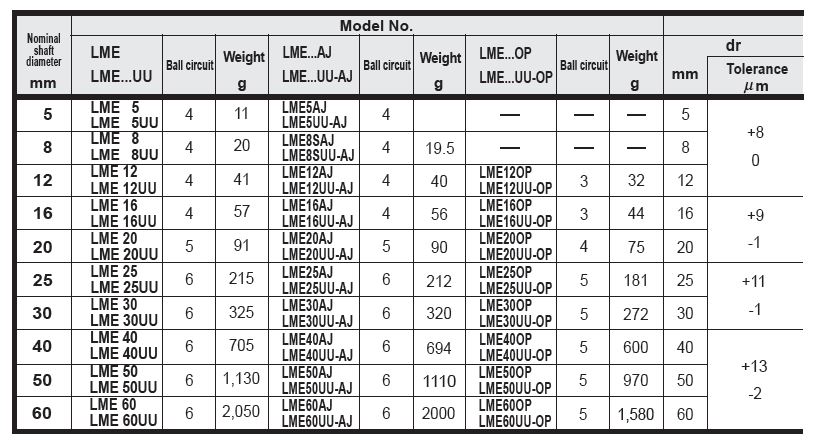 Model No.
Nominal shaft diameter mm
LME LME...UU
Ball circuit
Weight g
LME...AJ LME...UU-AJ
Ball circuit
Weight g
LME...OP LME...UU-OP
Ball circuit
Weight g
dr
mm
Tolerance μm
5 LME 5 4 11 LME5AJ 4 — — — 5
LME 5UU LME5UU-AJ
+8
8 LME 8 4 20 LME8SAJ 4 19.5 — — — 8
LME 8UU LME8SUU-AJ
0
12 LME 12 4 41 LME12AJ 4 40 LME12OP 3 32 12
LME 12UU LME12UU-AJ LME12UU-OP
16 LME 16 4 57 LME16AJ 4 56 LME16OP 3 44 16 +9
LME 16UU LME16UU-AJ LME16UU-OP
20 LME 20 5 91 LME20AJ 5 90 LME20OP 4 75 20 -1
LME 20UU LME20UU-AJ LME20UU-OP
25 LME 25 6 215 LME25AJ 6 212 LME25OP 5 181 25 +11
LME 25UU LME25UU-AJ LME25UU-OP
30 LME 30 6 325 LME30AJ 6 320 LME30OP 5 272 30 -1
LME 30UU LME30UU-AJ LME30UU-OP
40 LME 40 6 705 LME40AJ 6 694 LME40OP 5 600 40
LME 40UU LME40UU-AJ LME40UU-OP
+13
50 LME 50 6 1,130 LME50AJ 6 1110 LME50OP 5 970 50
LME 50UU LME50UU-AJ LME50UU-OP
-2
60 LME 60 6 2,050 LME60AJ 6 2000 LME60OP 5 1,580 60
LME 60UU LME60UU-AJ LME60UU-OP